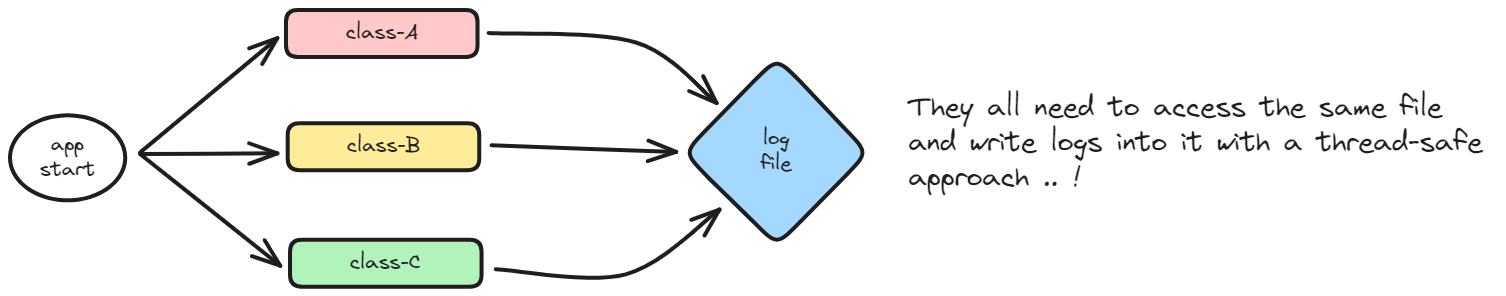 app
start
class-A
class-B
class-C
log
file
They all need to access the same file
and write logs into it with a thread-safe
approach .. !